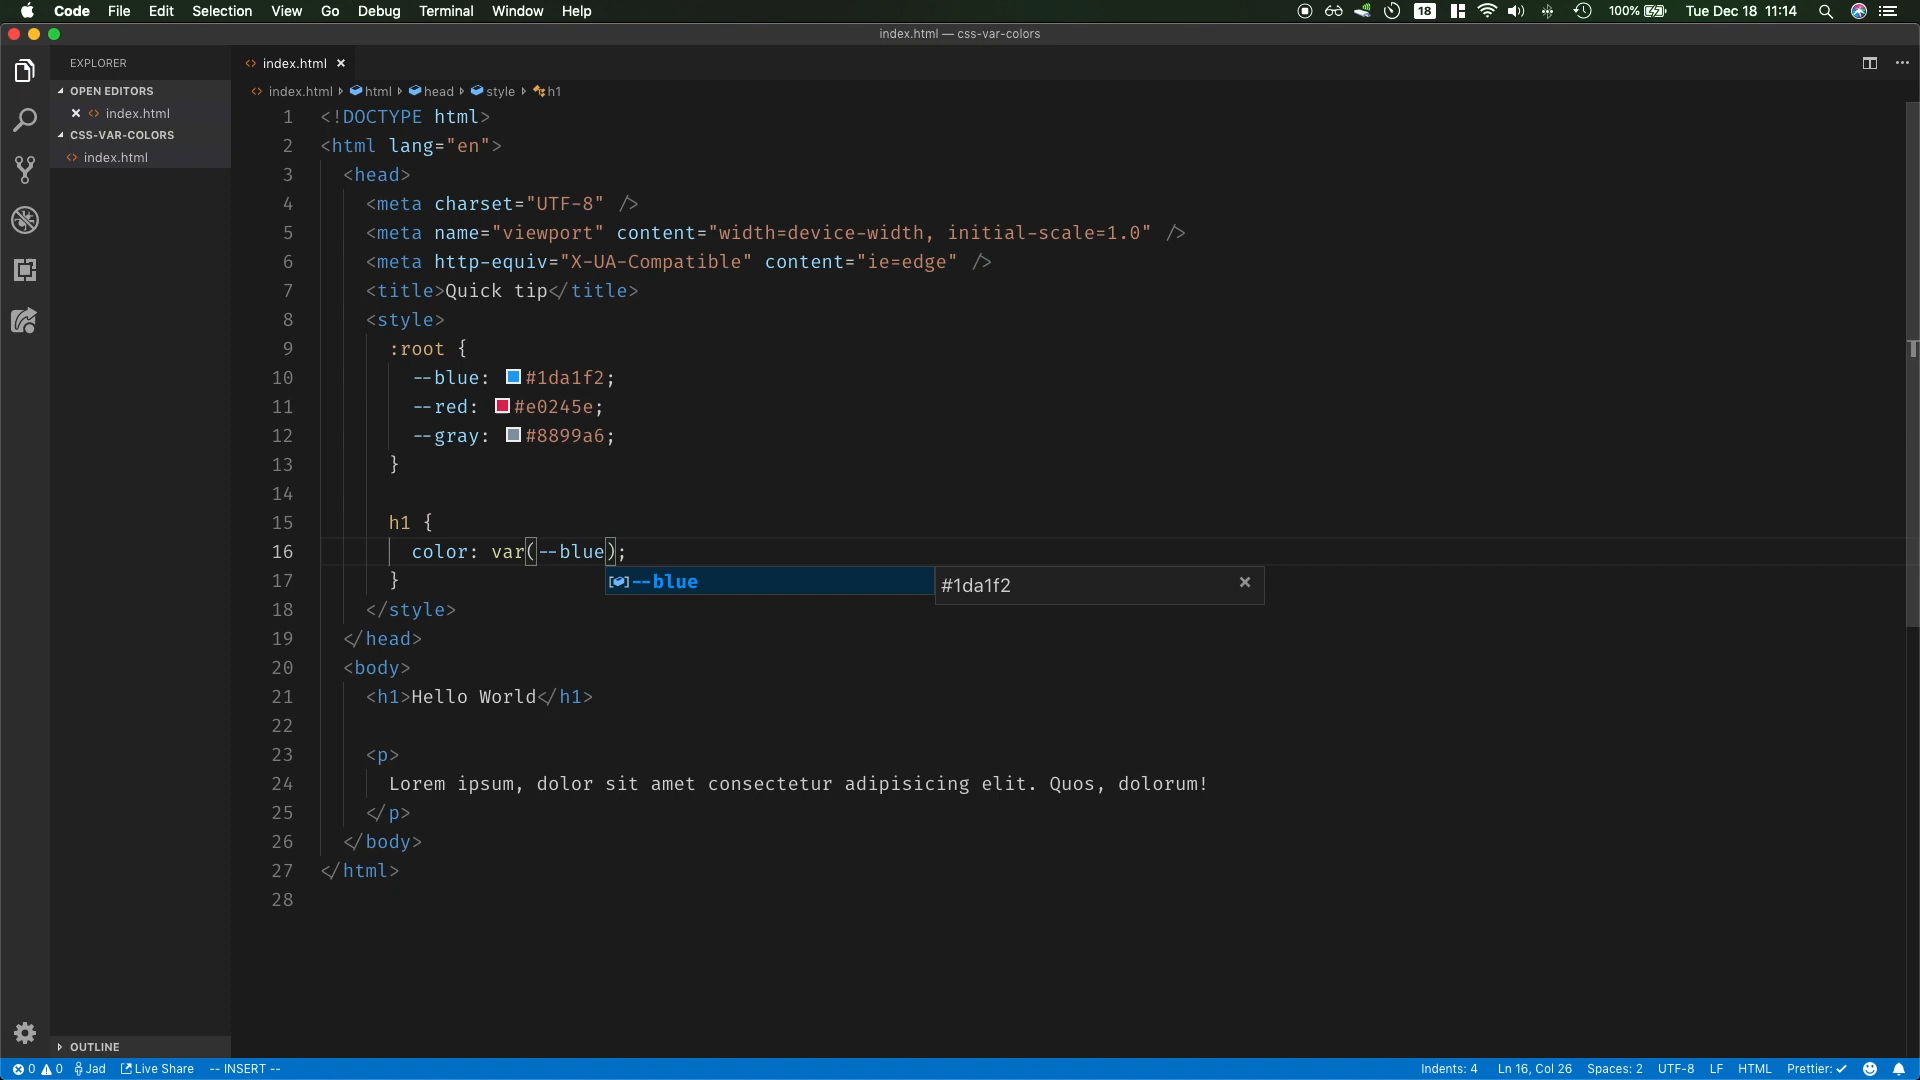 Code File Edit Selection View Go Debug Terminal Window Help 18 100% Tue Dec 18 11:14
index.html — css-var-colors
EXPLORER
OPEN EDITORS
index.html
CSS-VAR-COLORS
index.html
OUTLINE
index.html
index.html html head style h1
1 <!DOCTYPE html>
2 <html lang="en">
3 <head>
4 <meta charset="UTF-8" />
5 <meta name="viewport" content="width=device-width, initial-scale=1.0" />
6 <meta http-equiv="X-UA-Compatible" content="ie=edge" />
7 <title>Quick tip</title>
8 <style>
9 :root {
10 --blue: #1da1f2;
11 --red: #e0245e;
12 --gray: #8899a6;
13 }
14
15 h1 {
16 color: var(--blue);
--blue #1da1f2
17 }
18 </style>
19 </head>
20 <body>
21 <h1>Hello World</h1>
22
23 <p>
24 Lorem ipsum, dolor sit amet consectetur adipisicing elit. Quos, dolorum!
25 </p>
26 </body>
27 </html>
28
0 0 Jad Live Share -- INSERT -- Indents: 4 Ln 16, Col 26 Spaces: 2 UTF-8 LF HTML Prettier: ✓